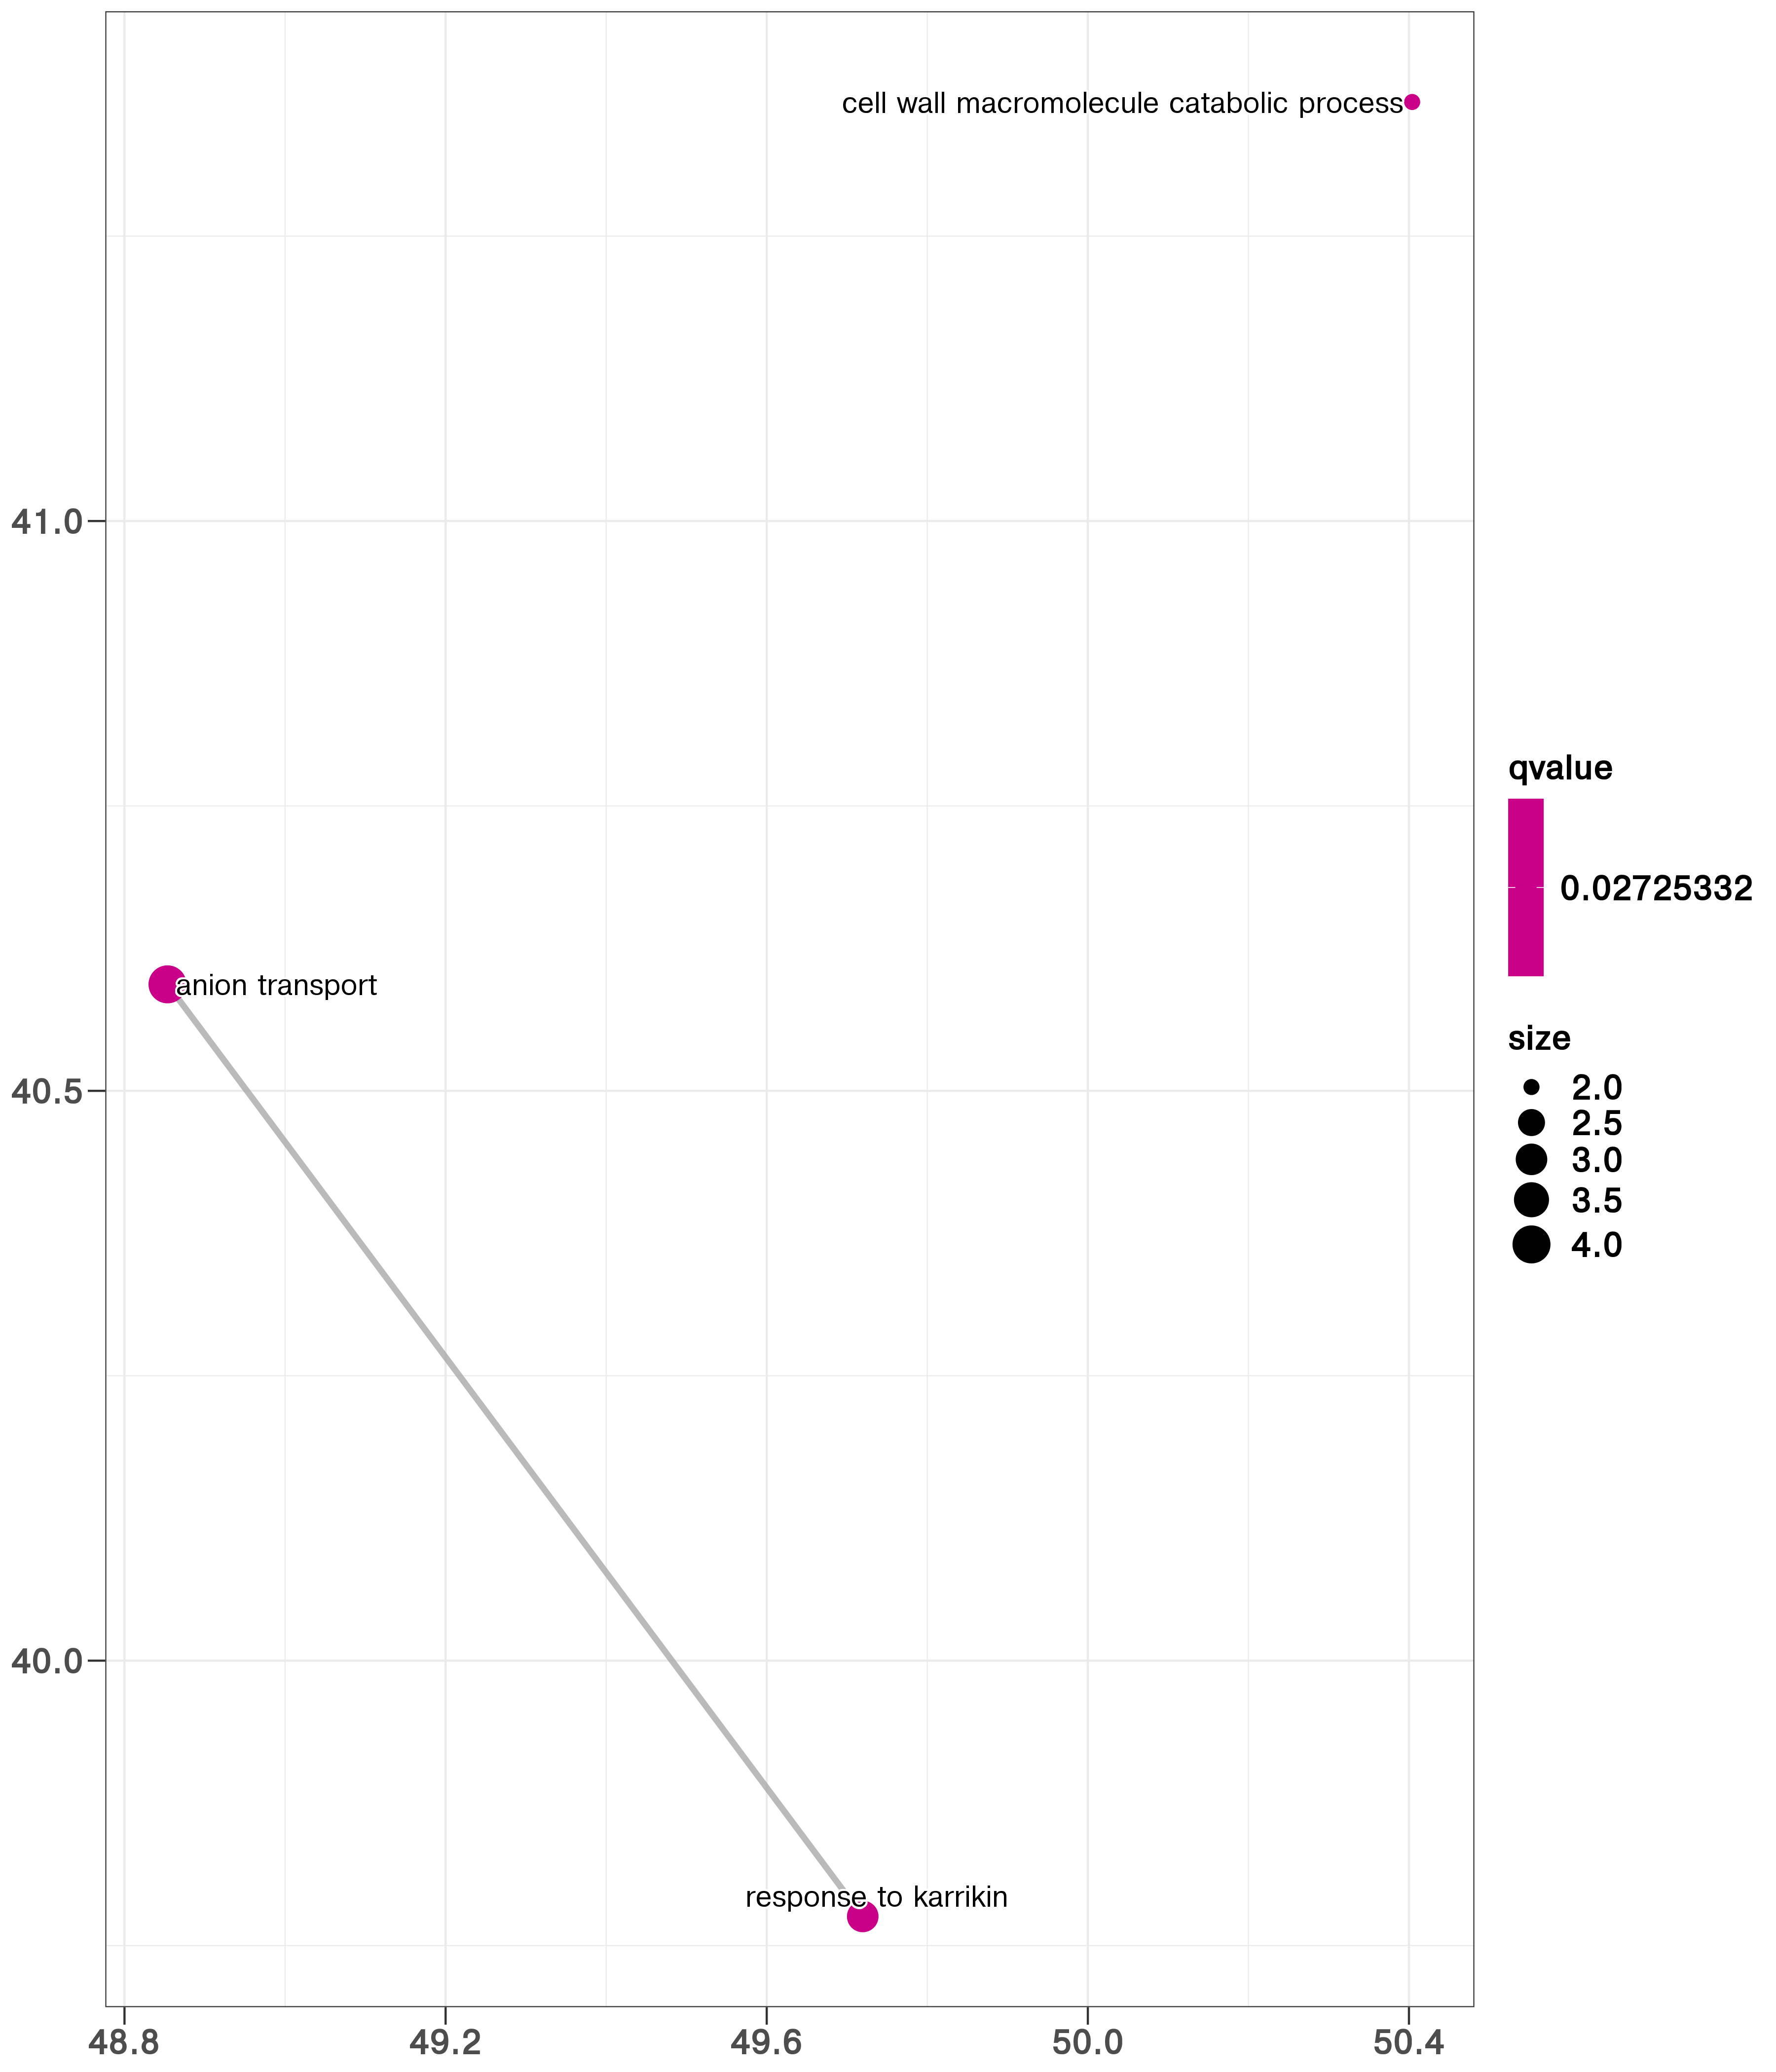 cell wall macromolecule catabolic process
41.0
qvalue
0.02725332
anion transport
size
40.5
2.0
2.5
3.0
3.5
4.0
40.0
response to karrikin
48.8 49.2 49.6 50.0 50.4